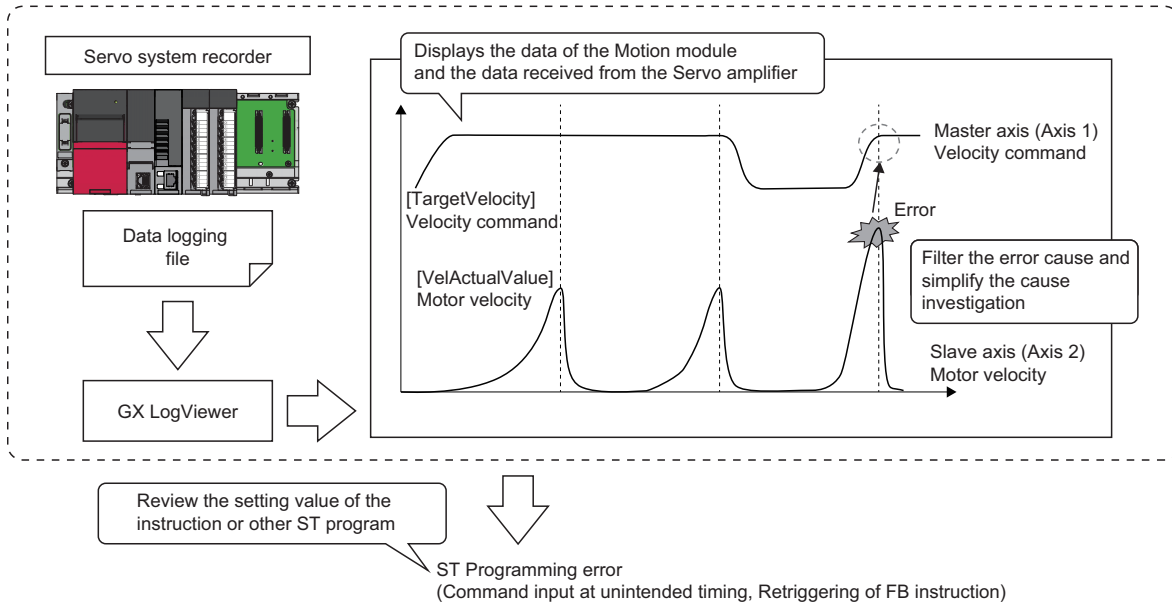 Servo system recorder
Displays the data of the Motion module
and the data received from the Servo amplifier
Master axis (Axis 1)
Velocity command
[TargetVelocity]
Velocity command
Error
Data logging
file
Filter the error cause and
simplify the cause
investigation
[VelActualValue]
Motor velocity
Slave axis (Axis 2)
Motor velocity
GX LogViewer
Review the setting value of the
instruction or other ST program
ST Programming error
(Command input at unintended timing, Retriggering of FB instruction)